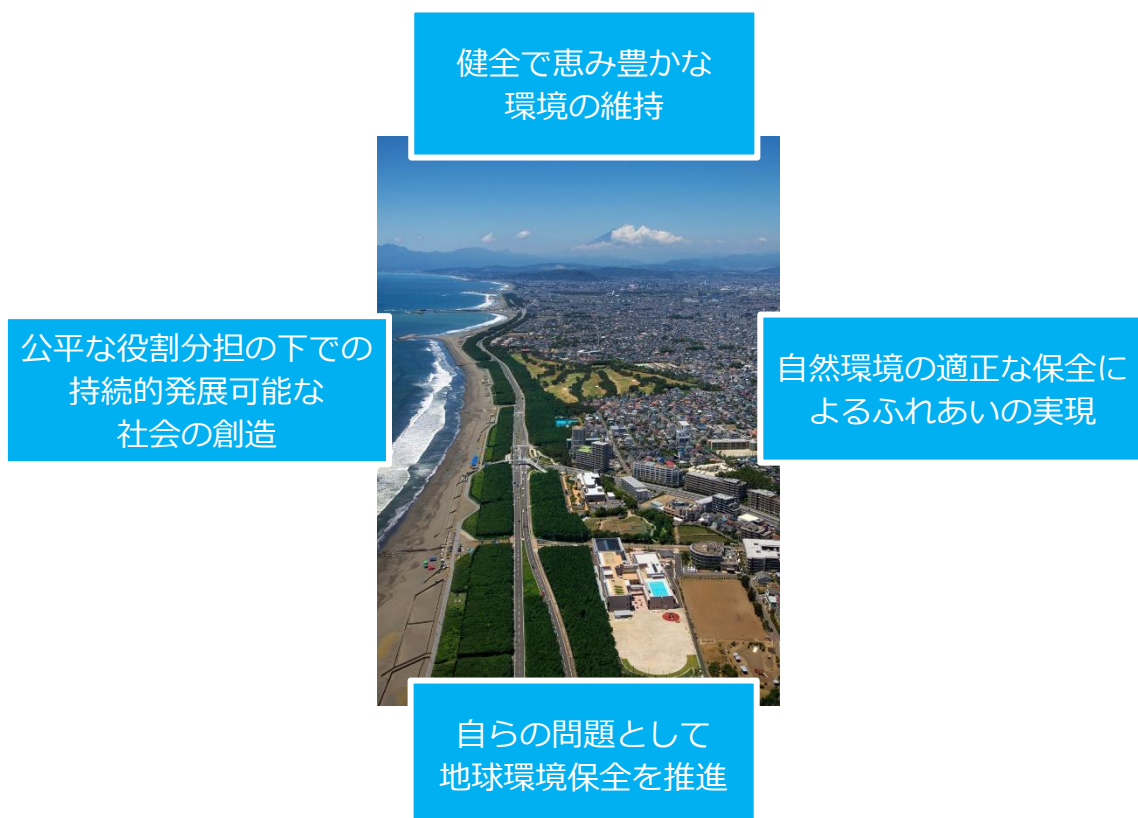 健全で恵み豊かな
環境の維持
公平な役割分担の下での
持続的発展可能な
社会の創造
自然環境の適正な保全に
よるふれあいの実現
自らの問題として
地球環境保全を推進